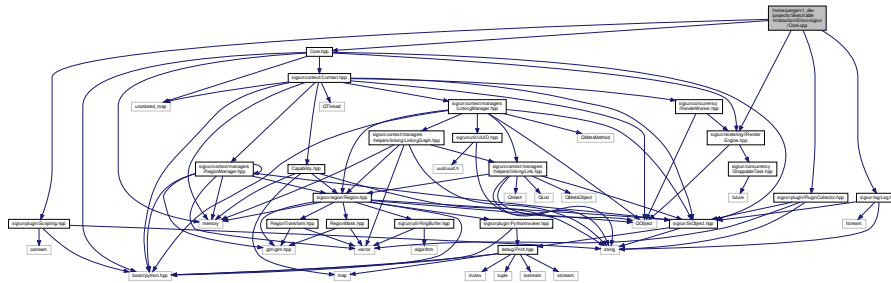 /home/juergen/1_dev
/projects/Sketchable
-Interaction/SI/src/sigrun
/Core.cpp
Core.hpp
sigrun/context/Context.hpp
unordered_map
QThread
sigrun/context/managers
/LinkingManager.hpp
sigrun/concurrency
/RenderWorker.hpp
sigrun/context/managers
/helpers/linking/LinkingGraph.hpp
sigrun/util/UUID.hpp
QMetaMethod
sigrun/rendering/IRender
Engine.hpp
sigrun/context/managers
/RegionManager.hpp
Capability.hpp
uuid/uuid.h
sigrun/context/managers
/helpers/linking/Link.hpp
sigrun/concurrency
/IStoppableTask.hpp
sigrun/region/Region.hpp
QHash
QList
QMetaObject
future
sigrun/plugin/PluginCollector.hpp
sigrun/log/Log.hpp
sigrun/plugin/Scripting.hpp
memory
RegionTransform.hpp
RegionMask.hpp
sigrun/util/RingBuffer.hpp
sigrun/plugin/PythonInvoker.hpp
QObject
sigrun/SIObject.hpp
fstream
ostream
glm/glm.hpp
vector
algorithm
debug/Print.hpp
string
boost/python.hpp
map
mutex
tuple
iostream
sstream